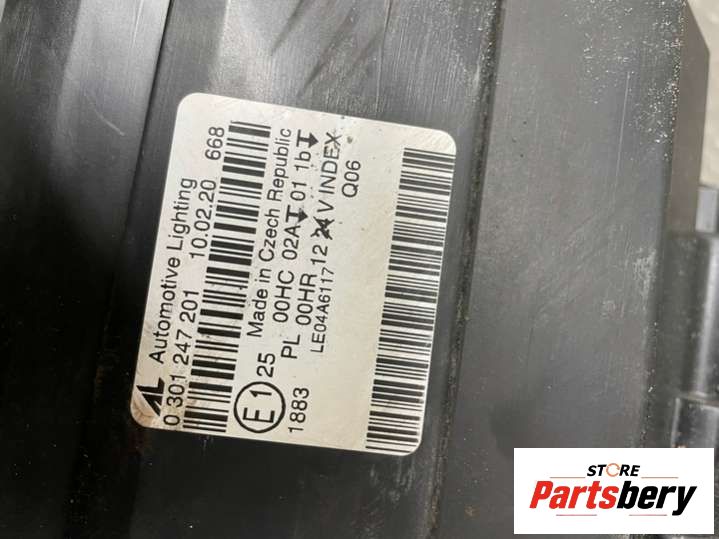 AL Automotive Lighting
0 301 247 201 10.02.20 668
E1 25 Made in Czech Republic
1883 PL 00HC 02A 01 1b
00HR 12 24 V INDEX
LE04A6117 Q06
STORE
Partsbery